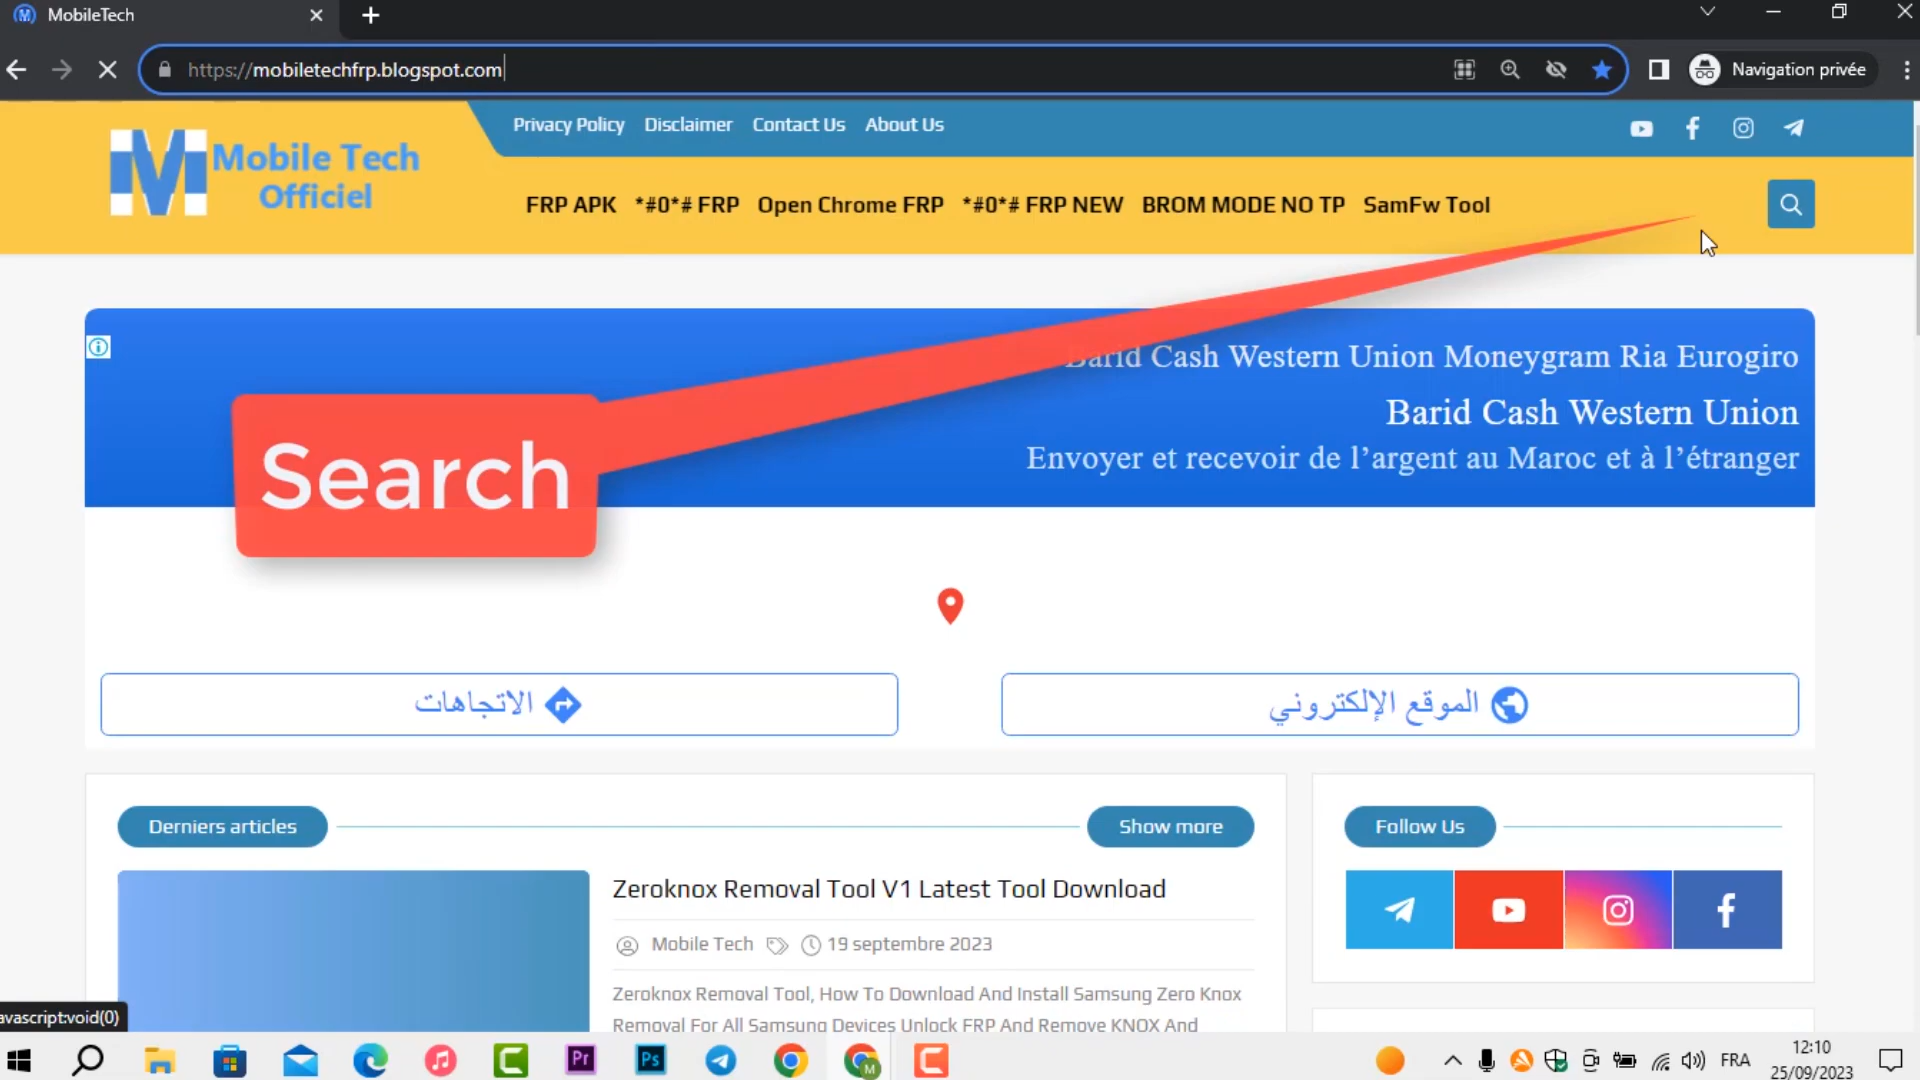 MobileTech
https://mobiletechfrp.blogspot.com
Navigation privée
Privacy Policy Disclaimer Contact Us About Us
Mobile Tech
Officiel
FRP APK *#0*# FRP Open Chrome FRP *#0*# FRP NEW BROM MODE NO TP SamFw Tool
Barid Cash Western Union Moneygram Ria Eurogiro
Barid Cash Western Union
Envoyer et recevoir de l’argent au Maroc et à l’étranger
Search
الاتجاهات
الموقع الإلكتروني
Derniers articles
Show more
Follow Us
Zeroknox Removal Tool V1 Latest Tool Download
Mobile Tech 19 septembre 2023
Zeroknox Removal Tool, How To Download And Install Samsung Zero Knox
Removal For All Samsung Devices Unlock FRP And Remove KNOX And
avascript:void(0)
Pr
Ps
M
FRA
12:10
25/09/2023